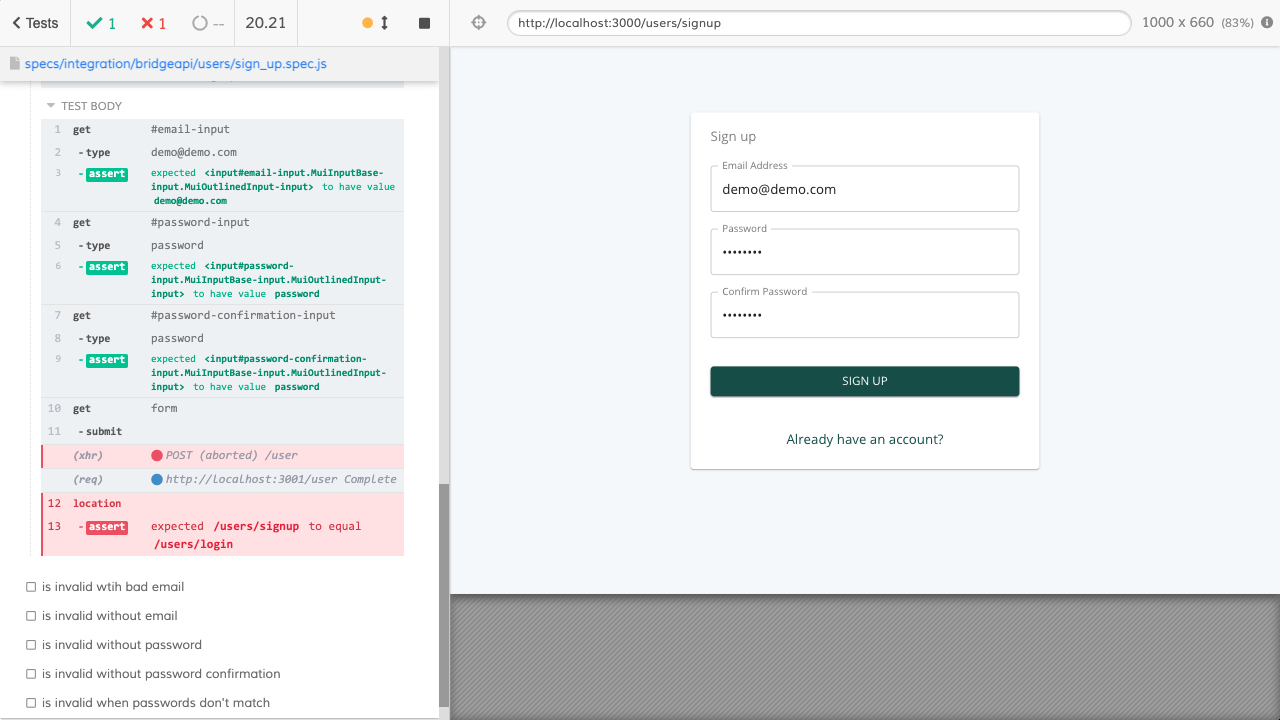 Tests
1
1
--
20.21
http://localhost:3000/users/signup
1000 x 660 (83%)
specs/integration/bridgeapi/users/sign_up.spec.js
TEST BODY
1 get #email-input
2 - type demo@demo.com
3 - assert expected <input#email-input.MuiInputBase-
input.MuiOutlinedInput-input> to have value
demo@demo.com
4 get #password-input
5 - type password
6 - assert expected <input#password-
input.MuiInputBase-input.MuiOutlinedInput-
input> to have value password
7 get #password-confirmation-input
8 - type password
9 - assert expected <input#password-confirmation-
input.MuiInputBase-input.MuiOutlinedInput-
input> to have value password
10 get form
11 - submit
(xhr) POST (aborted) /user
(req) http://localhost:3001/user Complete
12 location
13 - assert expected /users/signup to equal
/users/login
is invalid wtih bad email
is invalid without email
is invalid without password
is invalid without password confirmation
is invalid when passwords don't match
Sign up
Email Address
demo@demo.com
Password
••••••••
Confirm Password
••••••••
SIGN UP
Already have an account?